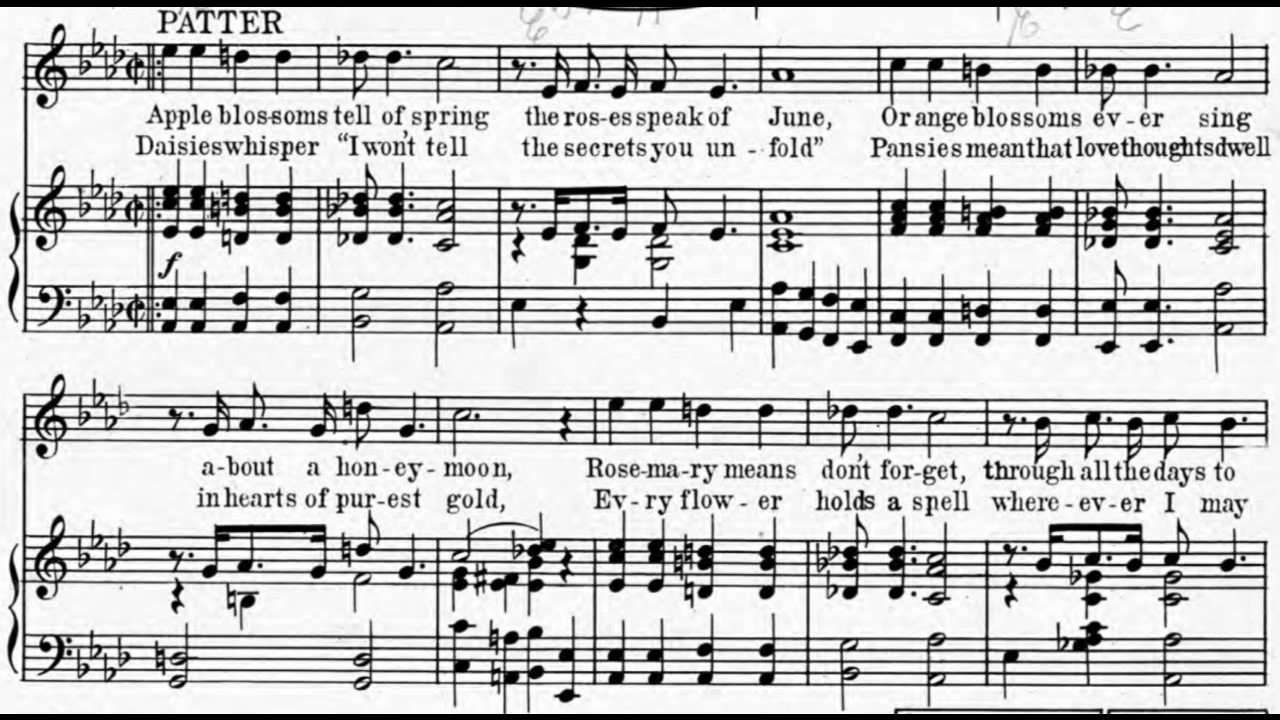 PATTER
Apple blos-soms tell of spring the ros-es speak of June, Or ange blossoms ev-er sing
Daisies whisper "I won't tell the secrets you un-fold" Pansies mean that love thoughts dwell
f
a-bout a hon-ey-moon, Rose-ma-ry means don't for-get, through all the days to
in hearts of pur-est gold, Ev-ry flow-er holds a spell where-ev-er I may